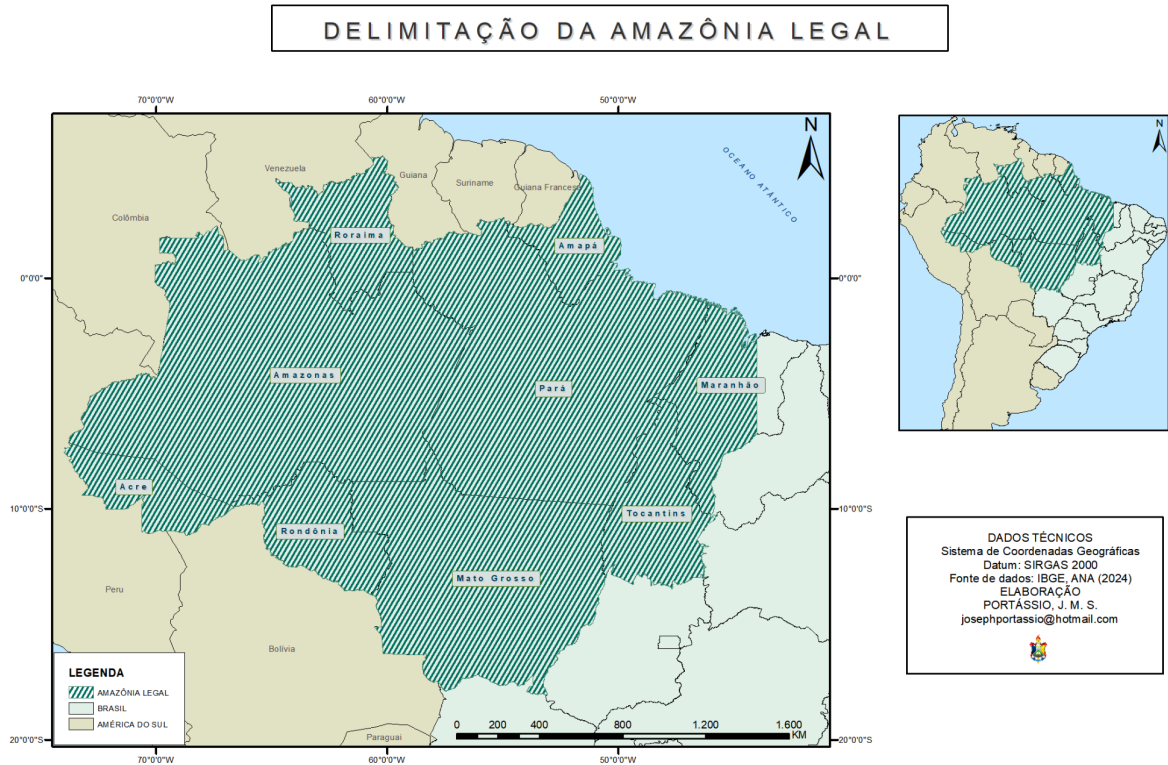 DELIMITAÇÃO DA AMAZÔNIA LEGAL
70°0'0"W
60°0'0"W
50°0'0"W
N
OCEANO ATÂNTICO
Venezuela
Guiana
Suriname
Guiana Francesa
Colômbia
Roraima
Amapá
0°0'0"
0°0'0"
Amazonas
Pará
Maranhão
Acre
10°0'0"S
10°0'0"S
Rondônia
Tocantins
Mato Grosso
Peru
Bolívia
Paraguai
LEGENDA
AMAZÔNIA LEGAL
BRASIL
AMÉRICA DO SUL
0 200 400 800 1.200 1.600
KM
20°0'0"S
20°0'0"S
70°0'0"W
60°0'0"W
50°0'0"W
N
DADOS TÉCNICOS
Sistema de Coordenadas Geográficas
Datum: SIRGAS 2000
Fonte de dados: IBGE, ANA (2024)
ELABORAÇÃO
PORTÁSSIO, J. M. S.
josephportassio@hotmail.com